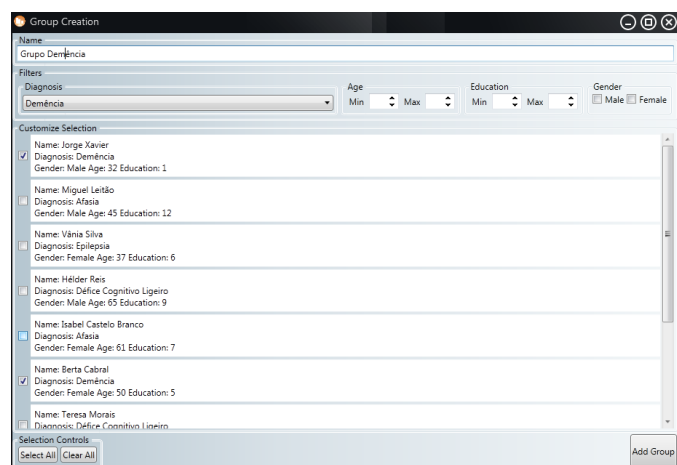 Group Creation
Name
Grupo Demência
Filters
Diagnosis
Demência
Age
Min Max
Education
Min Max
Gender
Male Female
Customize Selection
Name: Jorge Xavier
Diagnosis: Demência
Gender: Male Age: 32 Education: 1
Name: Miguel Leitão
Diagnosis: Afasia
Gender: Male Age: 45 Education: 12
Name: Vânia Silva
Diagnosis: Epilepsia
Gender: Female Age: 37 Education: 6
Name: Hélder Reis
Diagnosis: Défice Cognitivo Ligeiro
Gender: Male Age: 65 Education: 9
Name: Isabel Castelo Branco
Diagnosis: Afasia
Gender: Female Age: 61 Education: 7
Name: Berta Cabral
Diagnosis: Demência
Gender: Female Age: 50 Education: 5
Name: Teresa Morais
Diagnosis: Défice Cognitivo Ligeiro
Selection Controls
Select All Clear All
Add Group